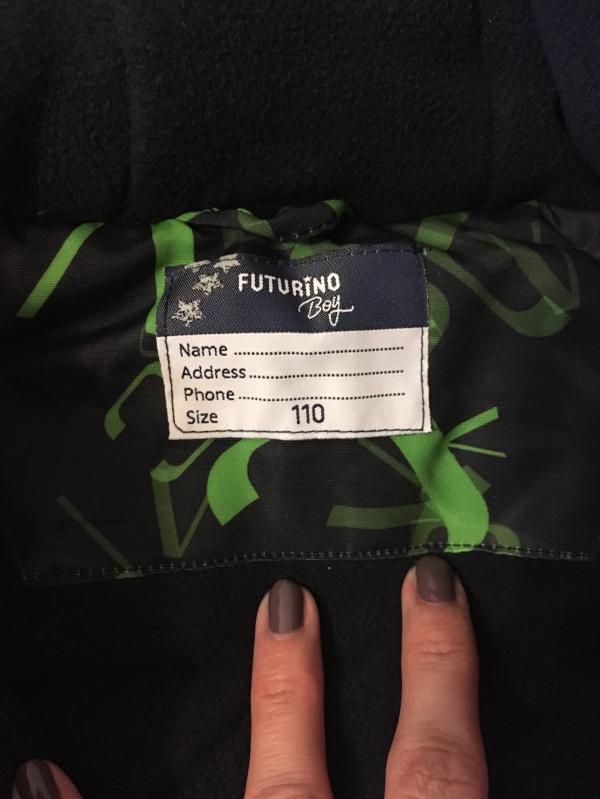 FUTURINO
Boy
Name ........................................
Address ....................................
Phone .......................................
Size 110